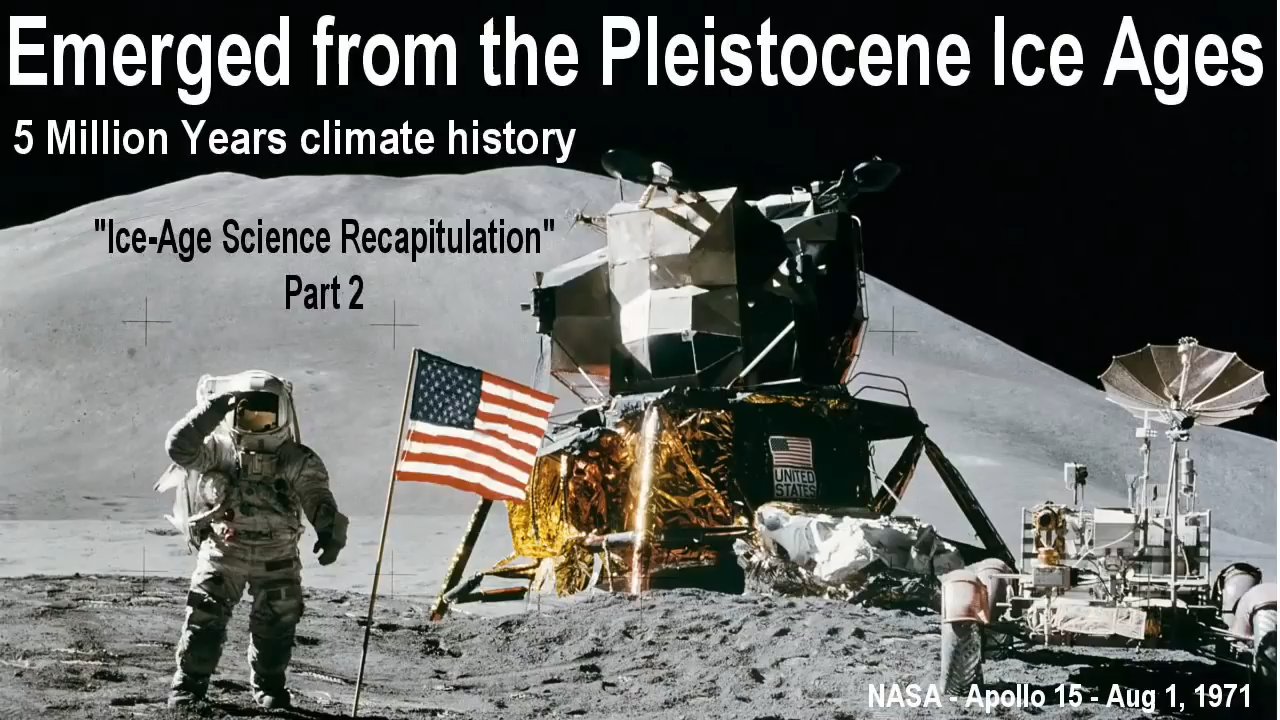 Emerged from the Pleistocene Ice Ages
5 Million Years climate history
"Ice-Age Science Recapitulation"
Part 2
UNITED
STATES
NASA - Apollo 15 - Aug 1, 1971